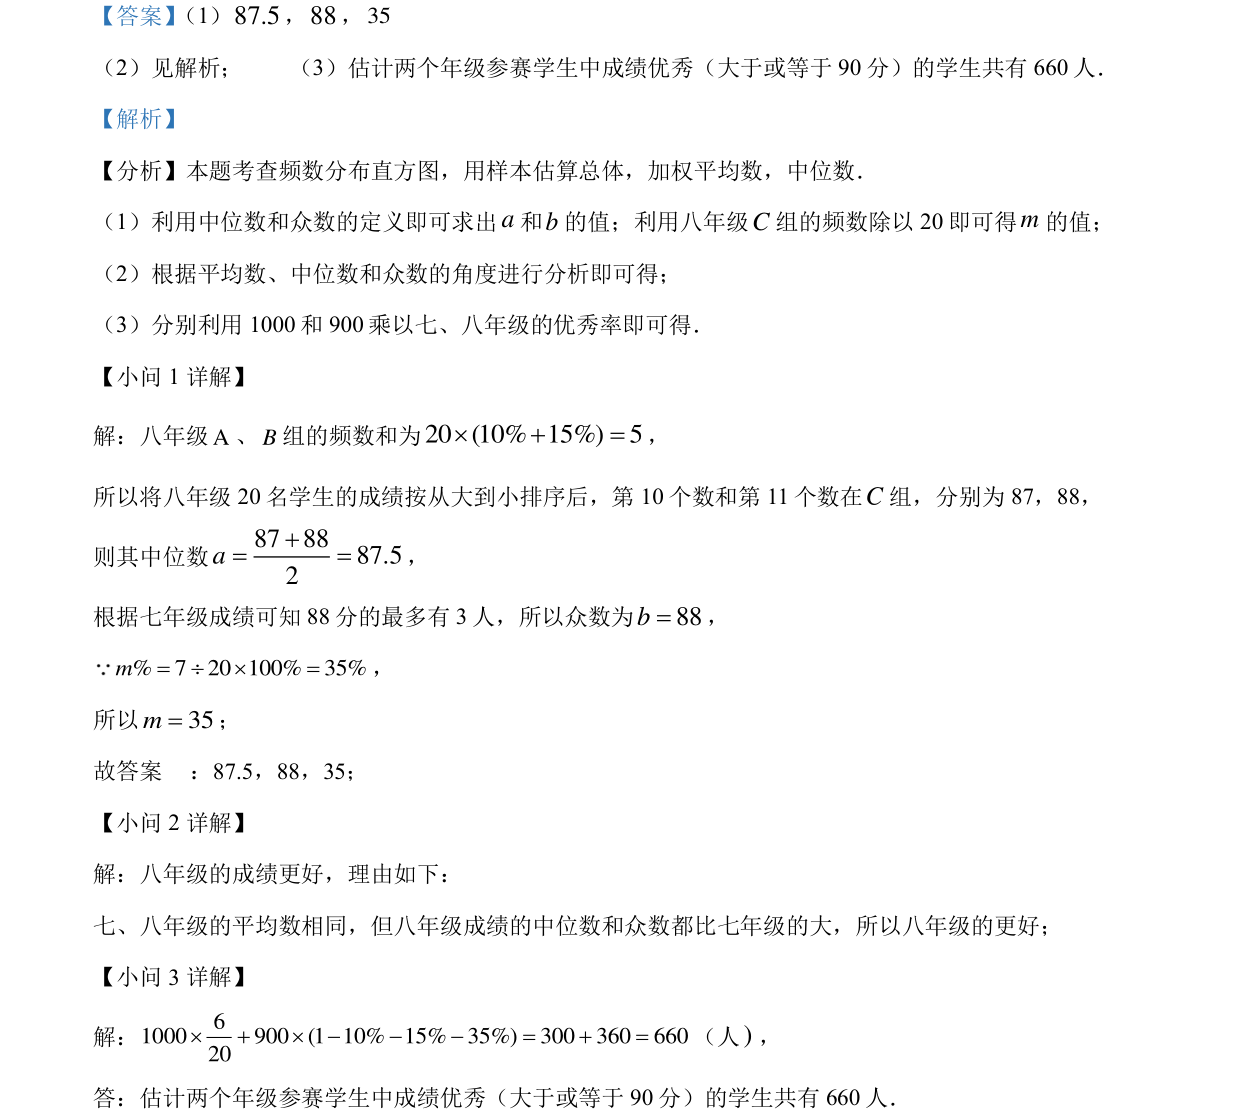 【答案】（1）87.5，88，35
（2）见解析； （3）估计两个年级参赛学生中成绩优秀（大于或等于 90 分）的学生共有 660 人．
【解析】
【分析】本题考查频数分布直方图，用样本估算总体，加权平均数，中位数．
（1）利用中位数和众数的定义即可求出 a 和 b 的值；利用八年级 C 组的频数除以 20 即可得 m 的值；
（2）根据平均数、中位数和众数的角度进行分析即可得；
（3）分别利用 1000 和 900 乘以七、八年级的优秀率即可得．
【小问 1 详解】
解：八年级 A 、 B 组的频数和为 20×(10%+15%)=5，
所以将八年级 20 名学生的成绩按从大到小排序后，第 10 个数和第 11 个数在 C 组，分别为 87，88，
则其中位数 a = \frac{87+88}{2} = 87.5，
根据七年级成绩可知 88 分的最多有 3 人，所以众数为 b = 88，
∵ m% = 7÷20×100% = 35%，
所以 m = 35；
故答案 ：87.5，88，35；
【小问 2 详解】
解：八年级的成绩更好，理由如下：
七、八年级的平均数相同，但八年级成绩的中位数和众数都比七年级的大，所以八年级的更好；
【小问 3 详解】
解：1000×\frac{6}{20}+900×(1−10%−15%−35%)=300+360=660（人），
答：估计两个年级参赛学生中成绩优秀（大于或等于 90 分）的学生共有 660 人．